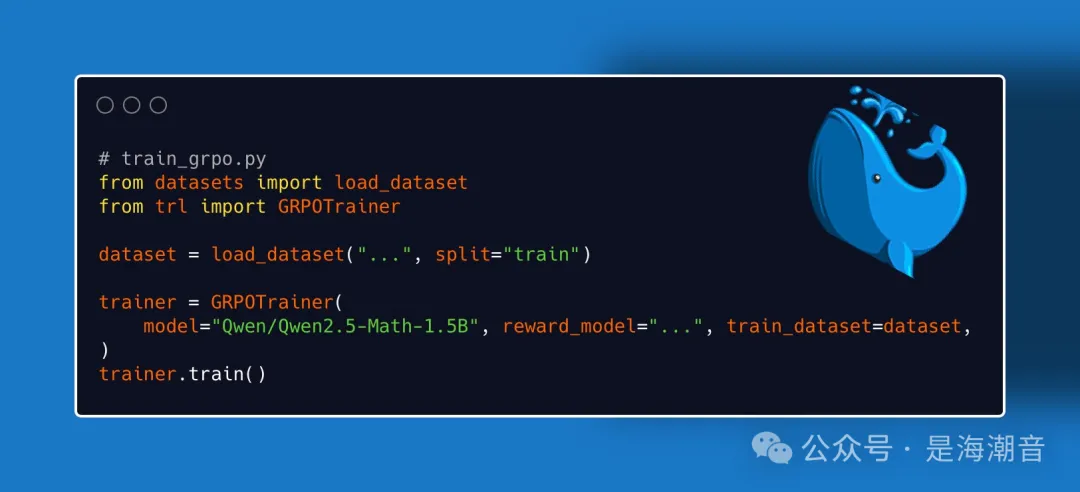 # train_grpo.py
from datasets import load_dataset
from trl import GRPOTrainer
dataset = load_dataset("...", split="train")
trainer = GRPOTrainer(
    model="Qwen/Qwen2.5-Math-1.5B", reward_model="...", train_dataset=dataset,
)
trainer.train()
公众号 · 是海潮音